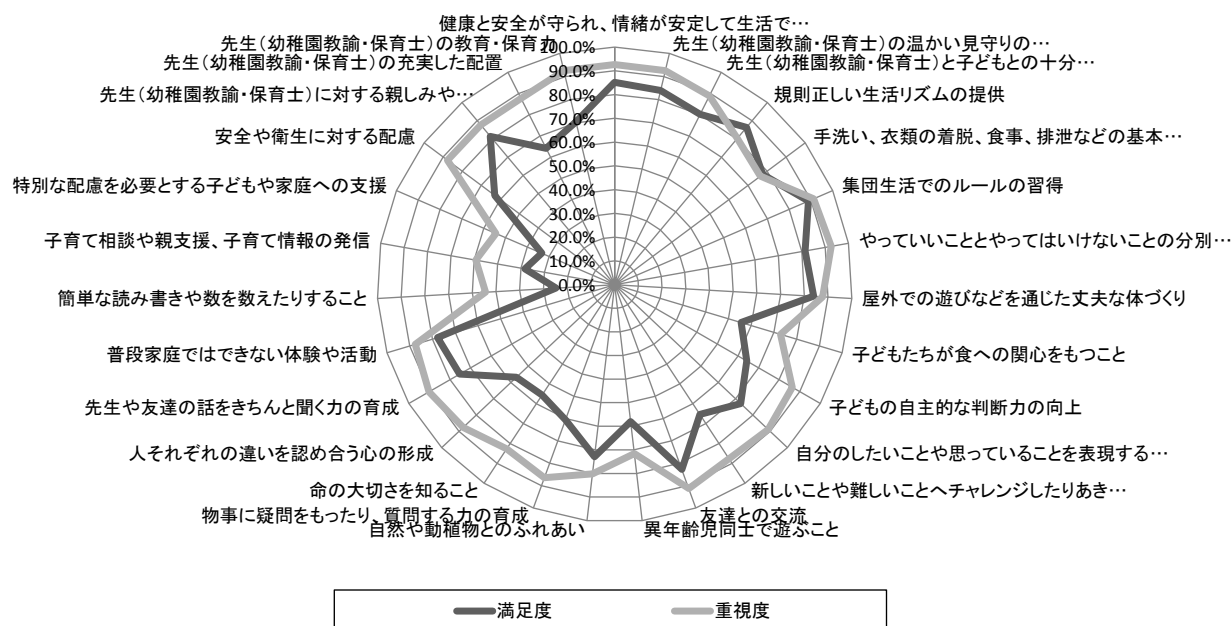 健康と安全が守られ、情緒が安定して生活で…
先生(幼稚園教諭・保育士)の温かい見守りの…
先生(幼稚園教諭・保育士)と子どもとの十分…
規則正しい生活リズムの提供
手洗い、衣類の着脱、食事、排泄などの基本…
集団生活でのルールの習得
やっていいこととやってはいけないことの分別…
屋外での遊びなどを通じた丈夫な体づくり
子どもたちが食への関心をもつこと
子どもの自主的な判断力の向上
自分のしたいことや思っていることを表現する…
新しいことや難しいことへチャレンジしたりあき…
友達との交流
異年齢児同士で遊ぶこと
自然や動植物とのふれあい
物事に疑問をもったり、質問する力の育成
命の大切さを知ること
人それぞれの違いを認め合う心の形成
先生や友達の話をきちんと聞く力の育成
普段家庭ではできない体験や活動
簡単な読み書きや数を数えたりすること
子育て相談や親支援、子育て情報の発信
特別な配慮を必要とする子どもや家庭への支援
安全や衛生に対する配慮
先生(幼稚園教諭・保育士)に対する親しみや…
先生(幼稚園教諭・保育士)の充実した配置
先生(幼稚園教諭・保育士)の教育・保育力
100.0%
90.0%
80.0%
70.0%
60.0%
50.0%
40.0%
30.0%
20.0%
10.0%
0.0%
満足度
重視度